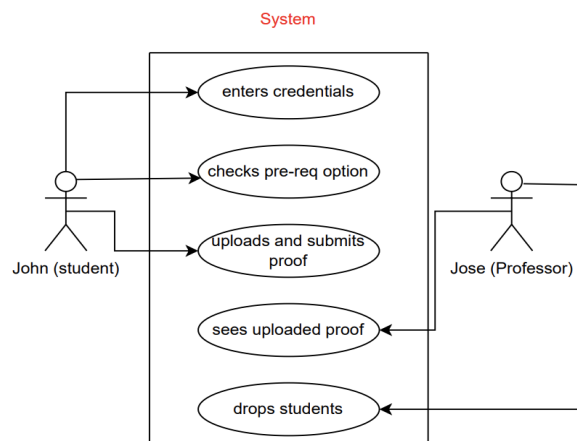 System
enters credentials
checks pre-req option
uploads and submits
proof
John (student)
Jose (Professor)
sees uploaded proof
drops students